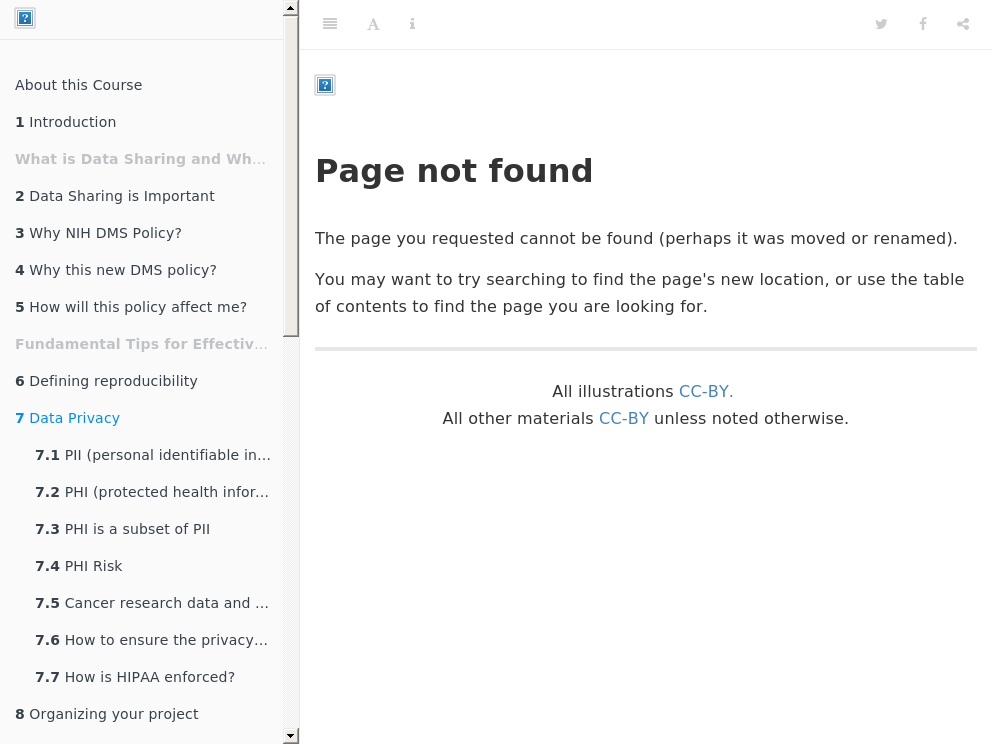 About this Course
1 Introduction
What is Data Sharing and Wh...
2 Data Sharing is Important
3 Why NIH DMS Policy?
4 Why this new DMS policy?
5 How will this policy affect me?
Fundamental Tips for Effectiv...
6 Defining reproducibility
7 Data Privacy
7.1 PII (personal identifiable in...
7.2 PHI (protected health infor...
7.3 PHI is a subset of PII
7.4 PHI Risk
7.5 Cancer research data and ...
7.6 How to ensure the privacy...
7.7 How is HIPAA enforced?
8 Organizing your project
Page not found
The page you requested cannot be found (perhaps it was moved or renamed).
You may want to try searching to find the page's new location, or use the table
of contents to find the page you are looking for.
All illustrations CC-BY.
All other materials CC-BY unless noted otherwise.